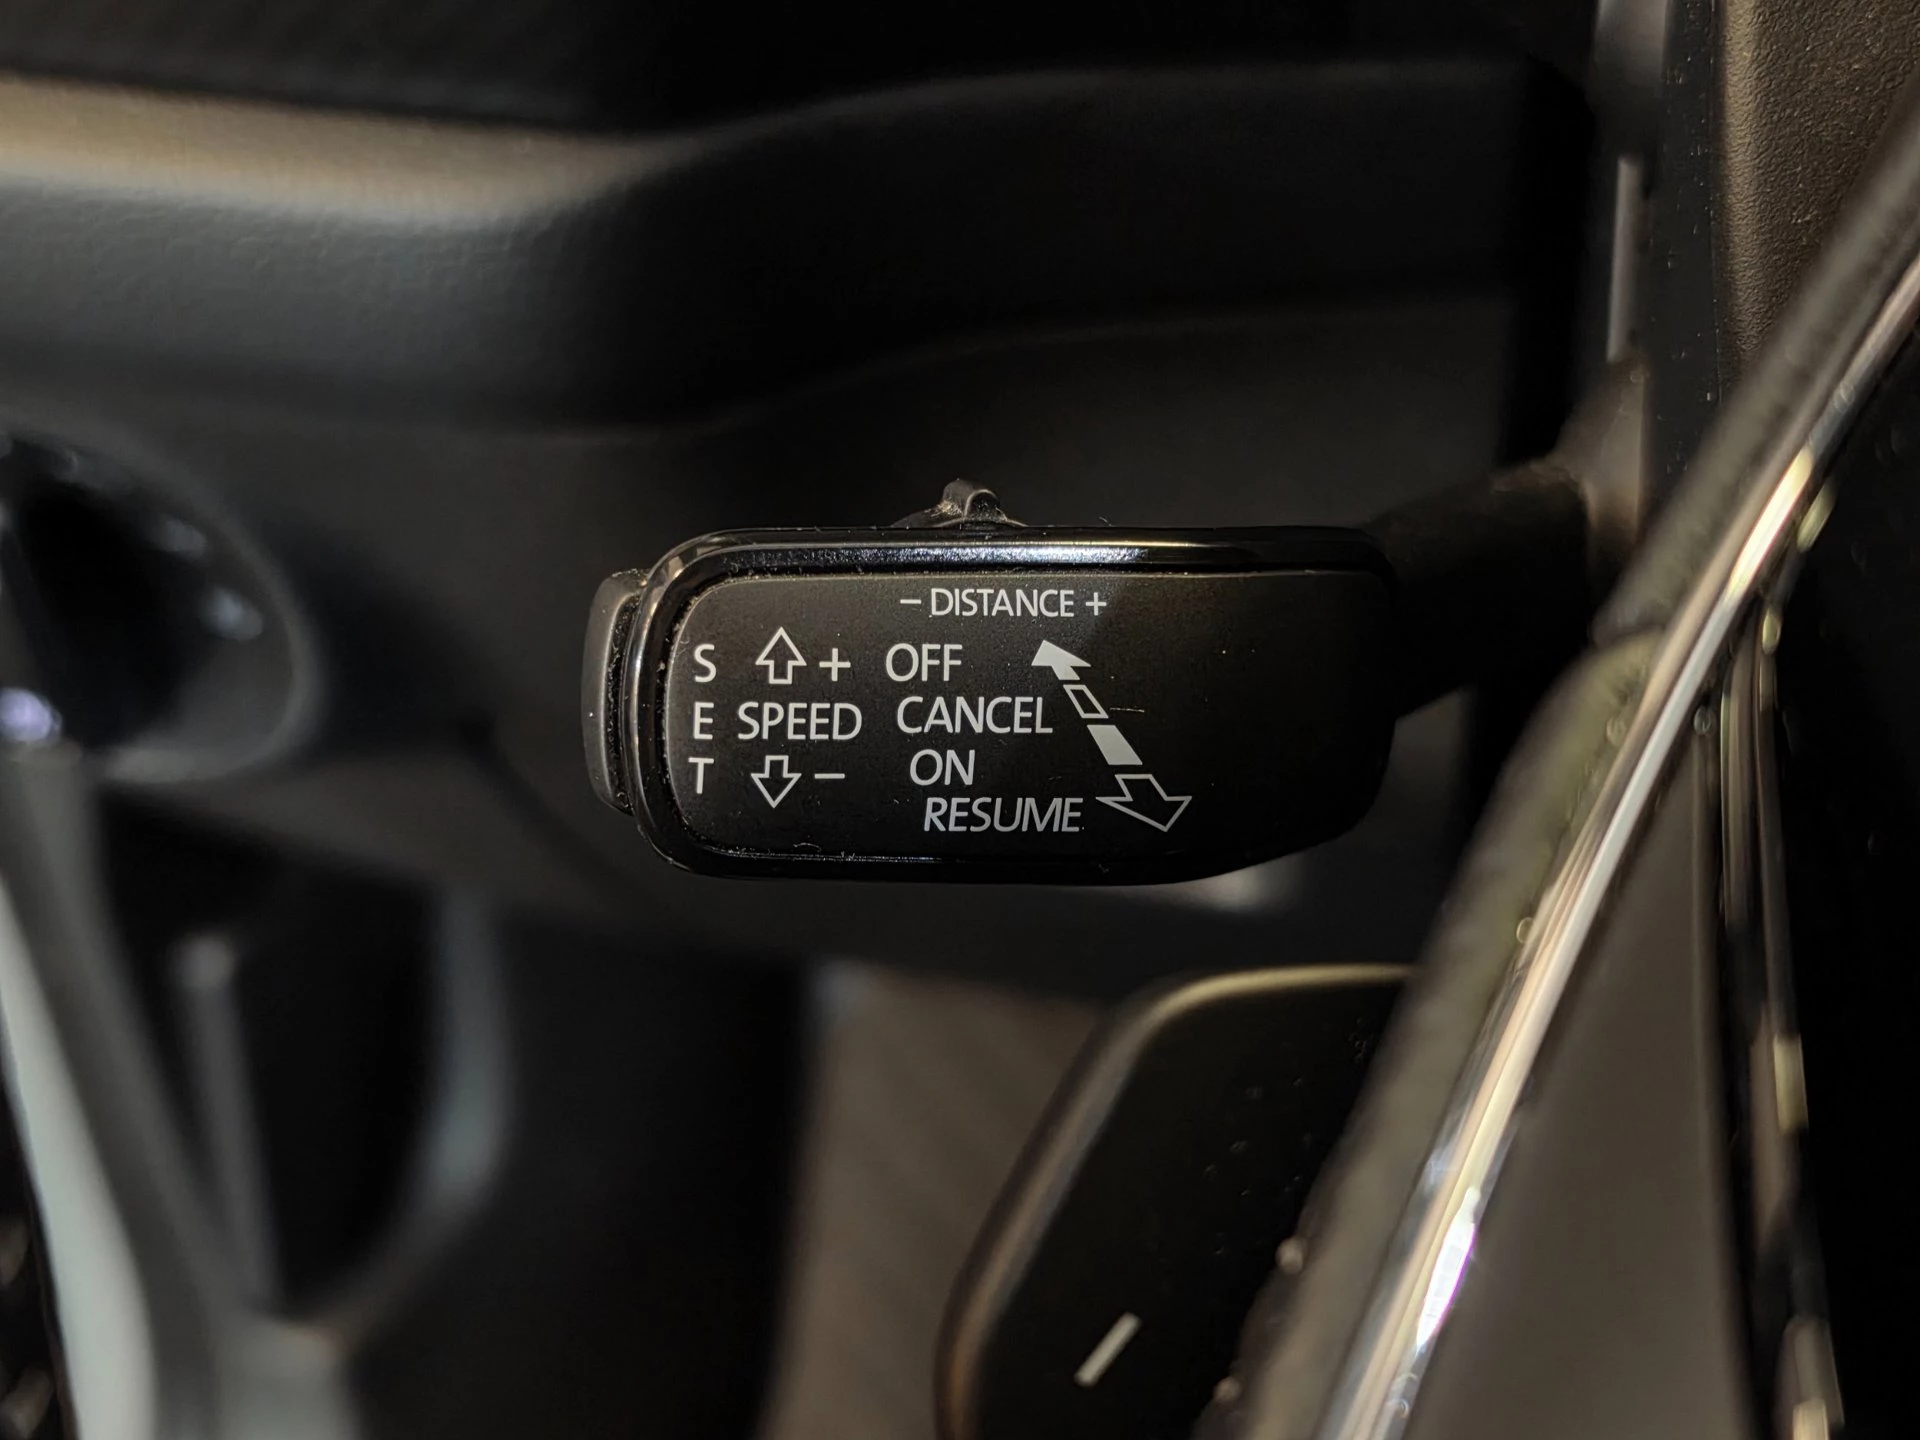 – DISTANCE +
S + OFF
E SPEED CANCEL
T – ON
RESUME
–